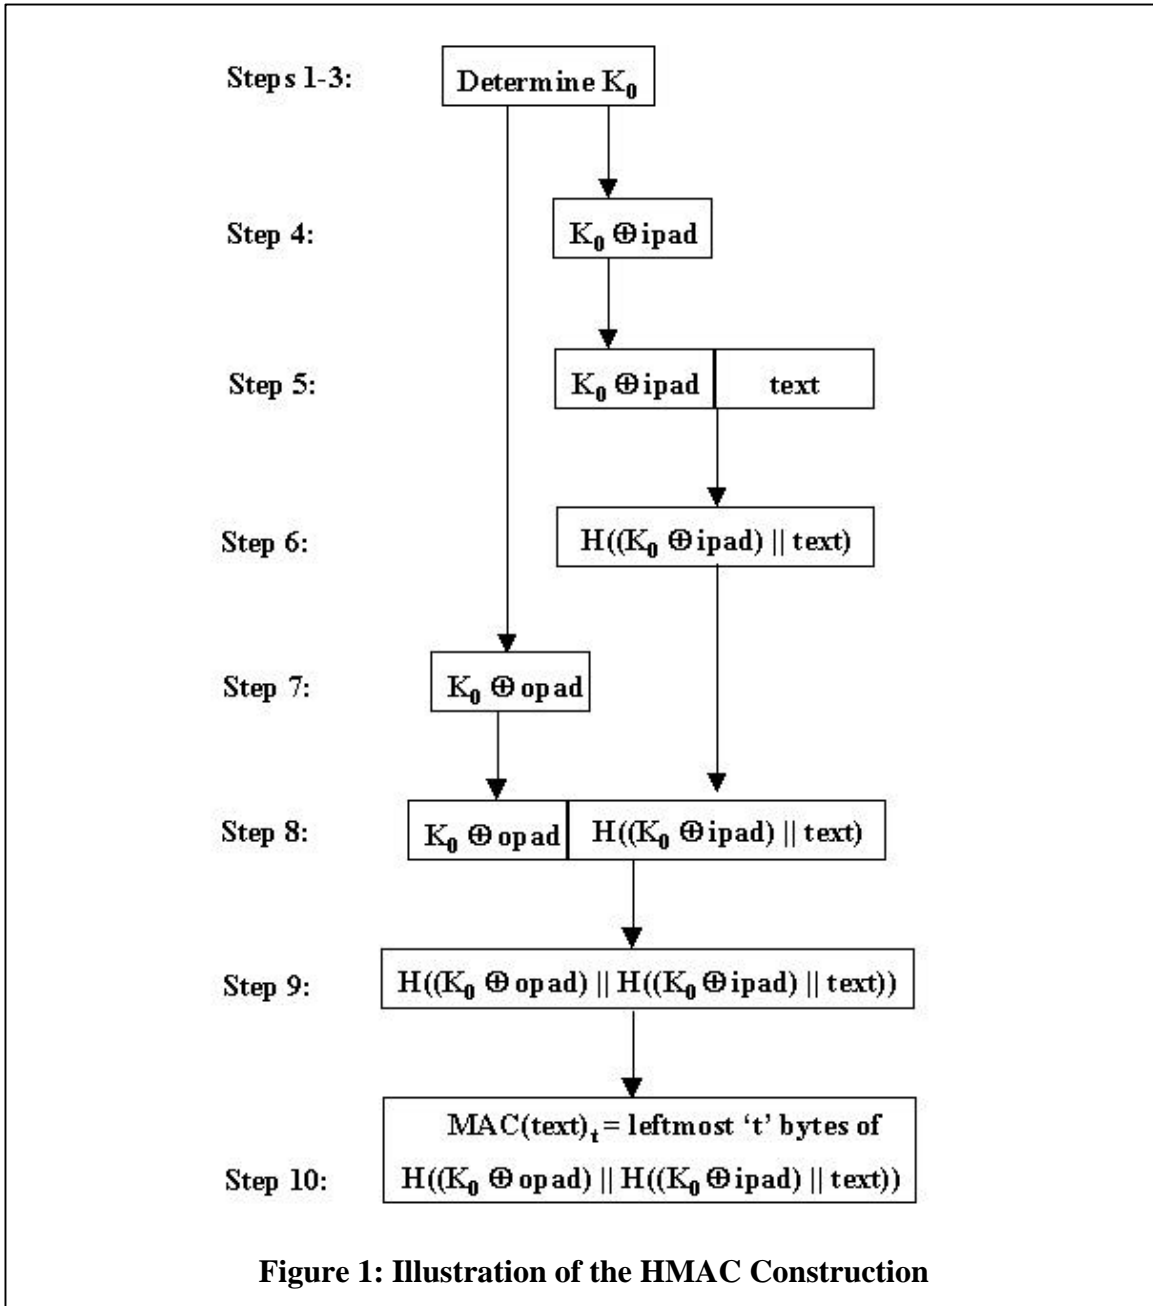 Steps 1-3:
Determine K₀
Step 4:
K₀ ⊕ ipad
Step 5:
K₀ ⊕ ipad
text
Step 6:
H((K₀ ⊕ ipad) || text)
Step 7:
K₀ ⊕ opad
Step 8:
K₀ ⊕ opad
H((K₀ ⊕ ipad) || text)
Step 9:
H((K₀ ⊕ opad) || H((K₀ ⊕ ipad) || text))
Step 10:
MAC(text)ₜ = leftmost ‘t’ bytes of
H((K₀ ⊕ opad) || H((K₀ ⊕ ipad) || text))
Figure 1: Illustration of the HMAC Construction